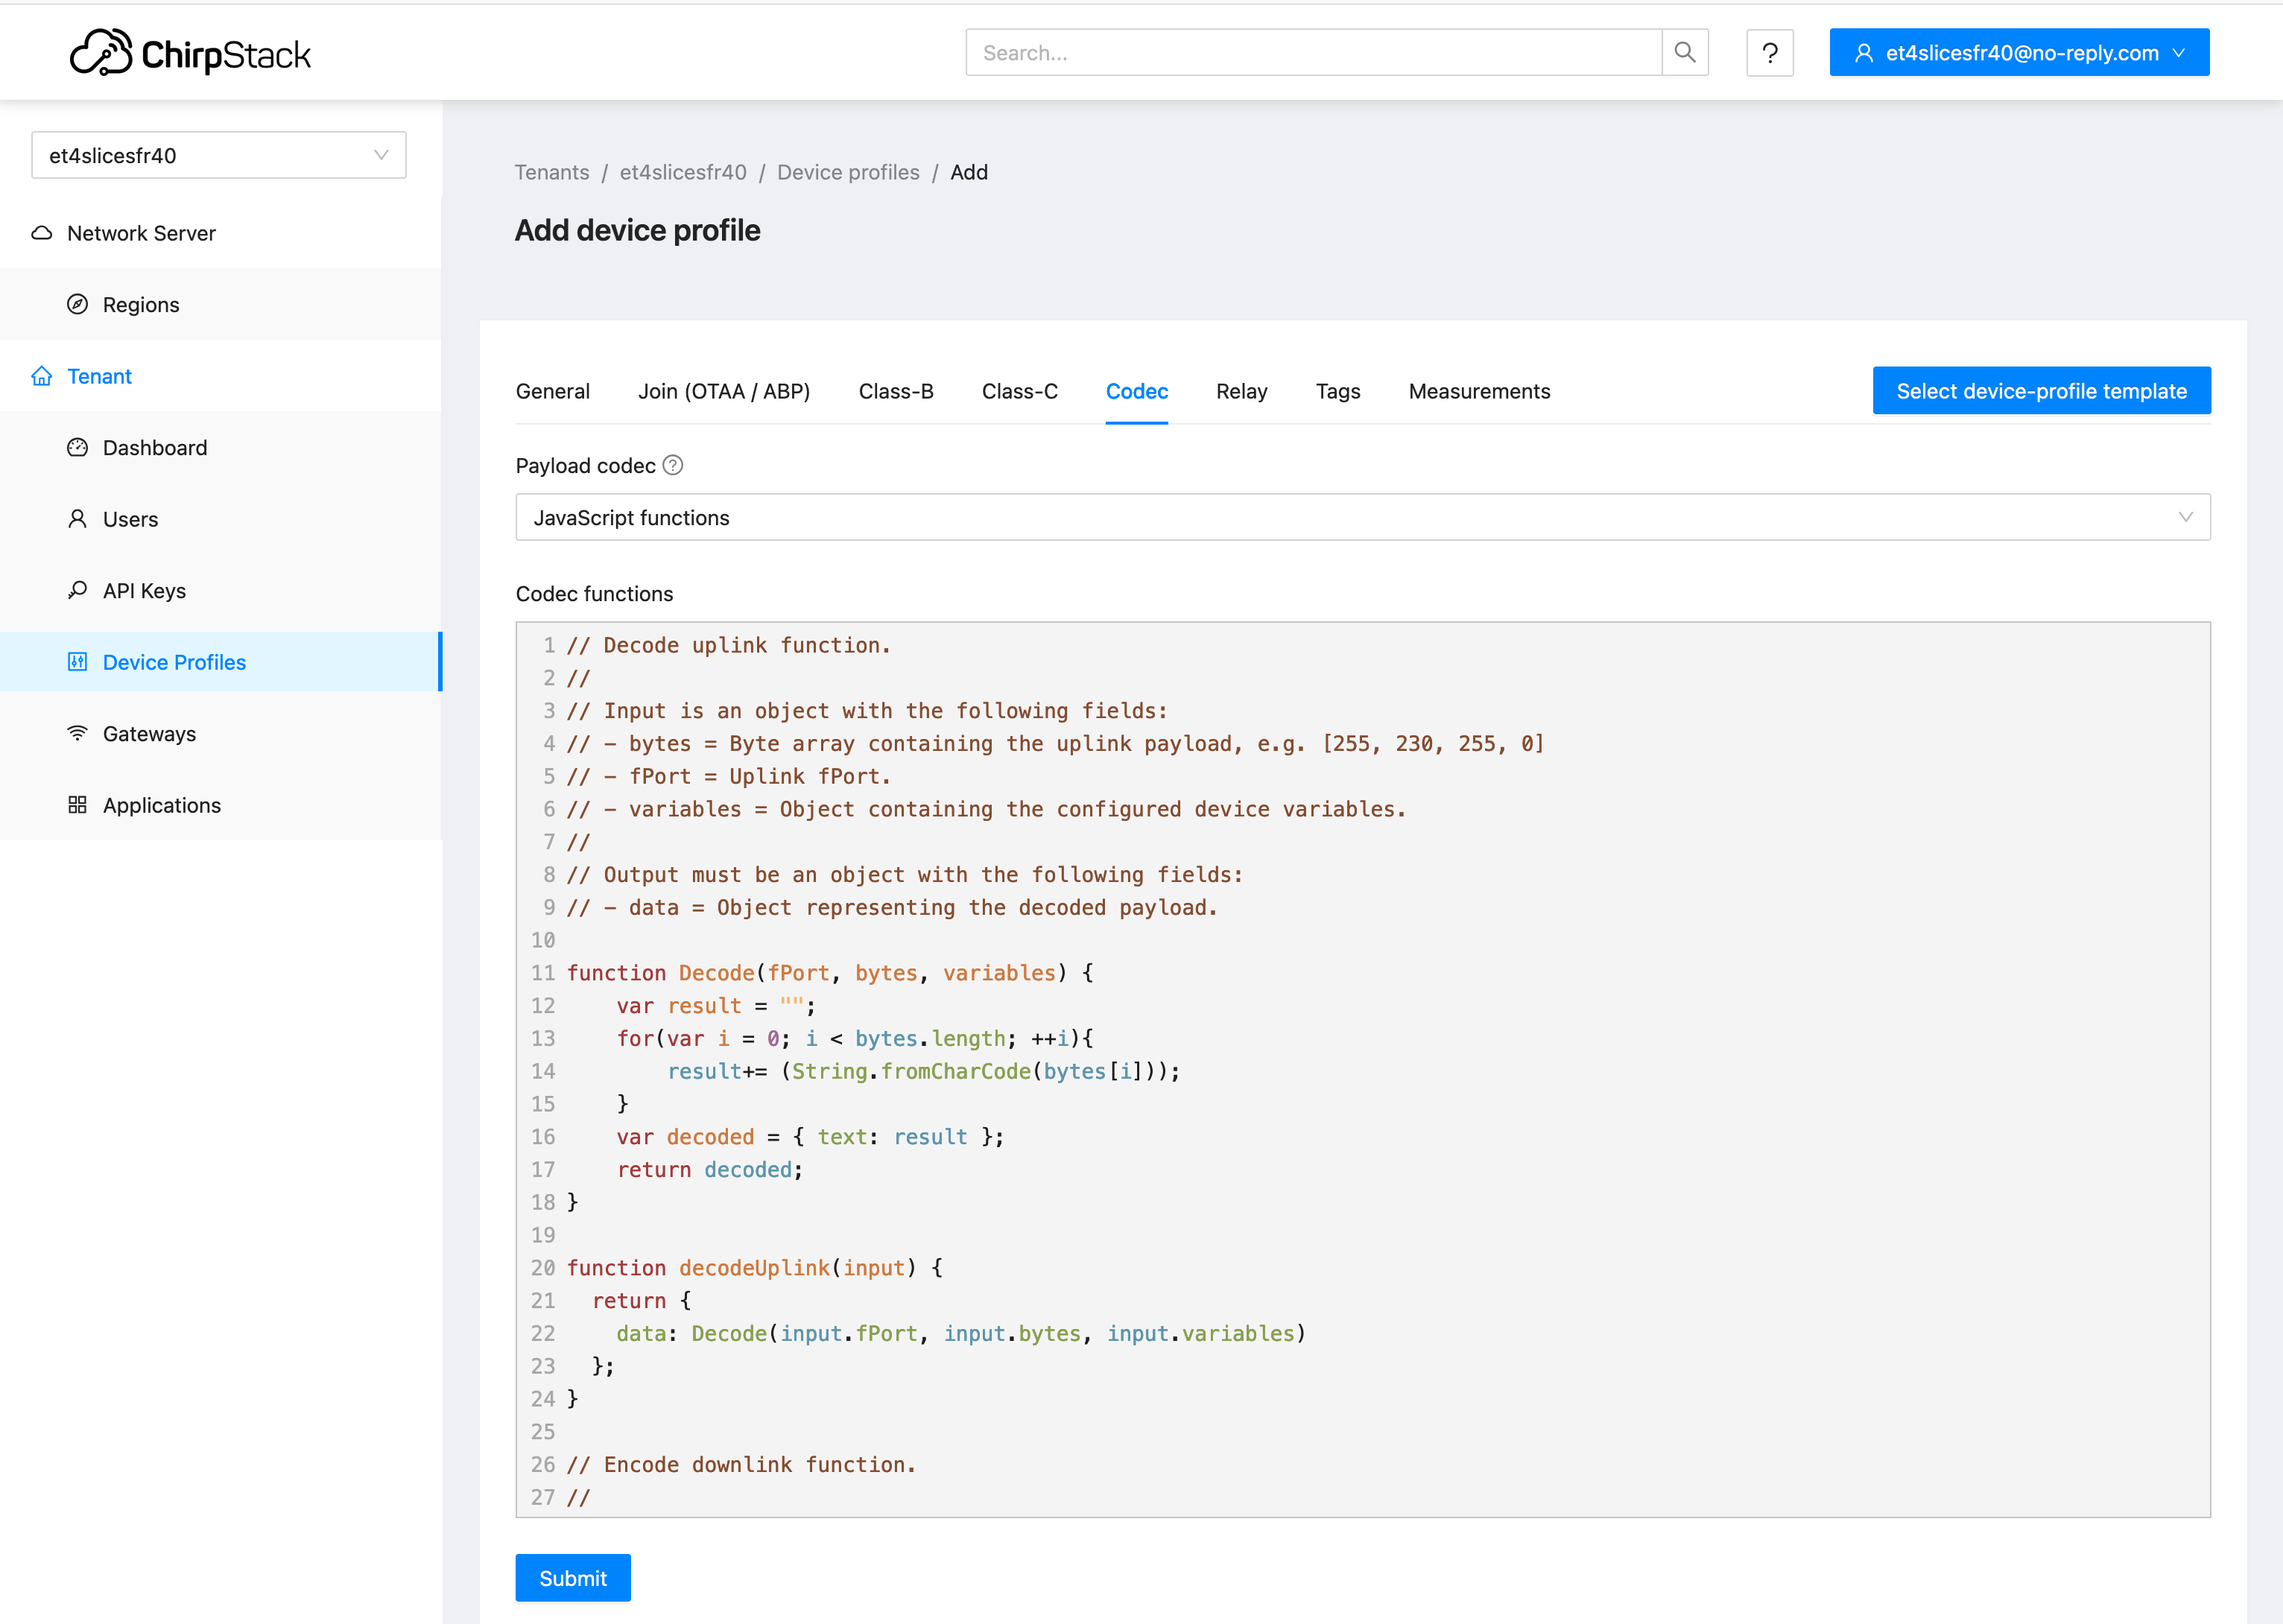 ChirpStack
Search...
?
et4slicesfr40@no-reply.com
et4slicesfr40
Network Server
Regions
Tenant
Dashboard
Users
API Keys
Device Profiles
Gateways
Applications
Tenants / et4slicesfr40 / Device profiles / Add
Add device profile
General Join (OTAA / ABP) Class-B Class-C Codec Relay Tags Measurements
Select device-profile template
Payload codec ?
JavaScript functions
Codec functions
1 // Decode uplink function.
2 //
3 // Input is an object with the following fields:
4 // - bytes = Byte array containing the uplink payload, e.g. [255, 230, 255, 0]
5 // - fPort = Uplink fPort.
6 // - variables = Object containing the configured device variables.
7 //
8 // Output must be an object with the following fields:
9 // - data = Object representing the decoded payload.
10
11 function Decode(fPort, bytes, variables) {
12     var result = "";
13     for(var i = 0; i < bytes.length; ++i){
14         result+= (String.fromCharCode(bytes[i]));
15     }
16     var decoded = { text: result };
17     return decoded;
18 }
19
20 function decodeUplink(input) {
21   return {
22     data: Decode(input.fPort, input.bytes, input.variables)
23   };
24 }
25
26 // Encode downlink function.
27 //
Submit